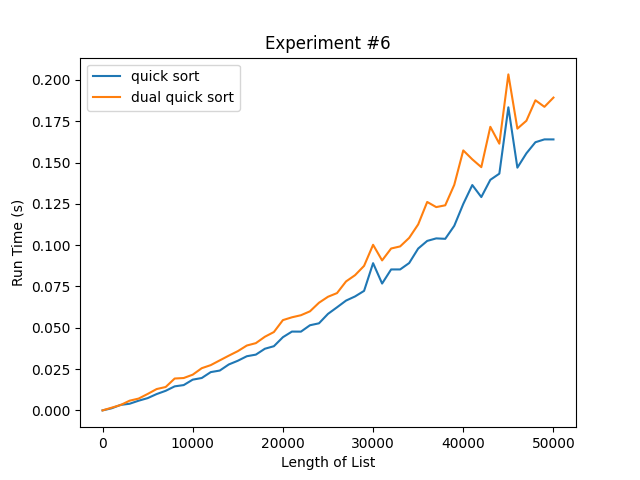 Experiment #6
quick sort
dual quick sort
0.200
0.175
0.150
0.125
0.100
0.075
0.050
0.025
0.000
Run Time (s)
0 10000 20000 30000 40000 50000
Length of List